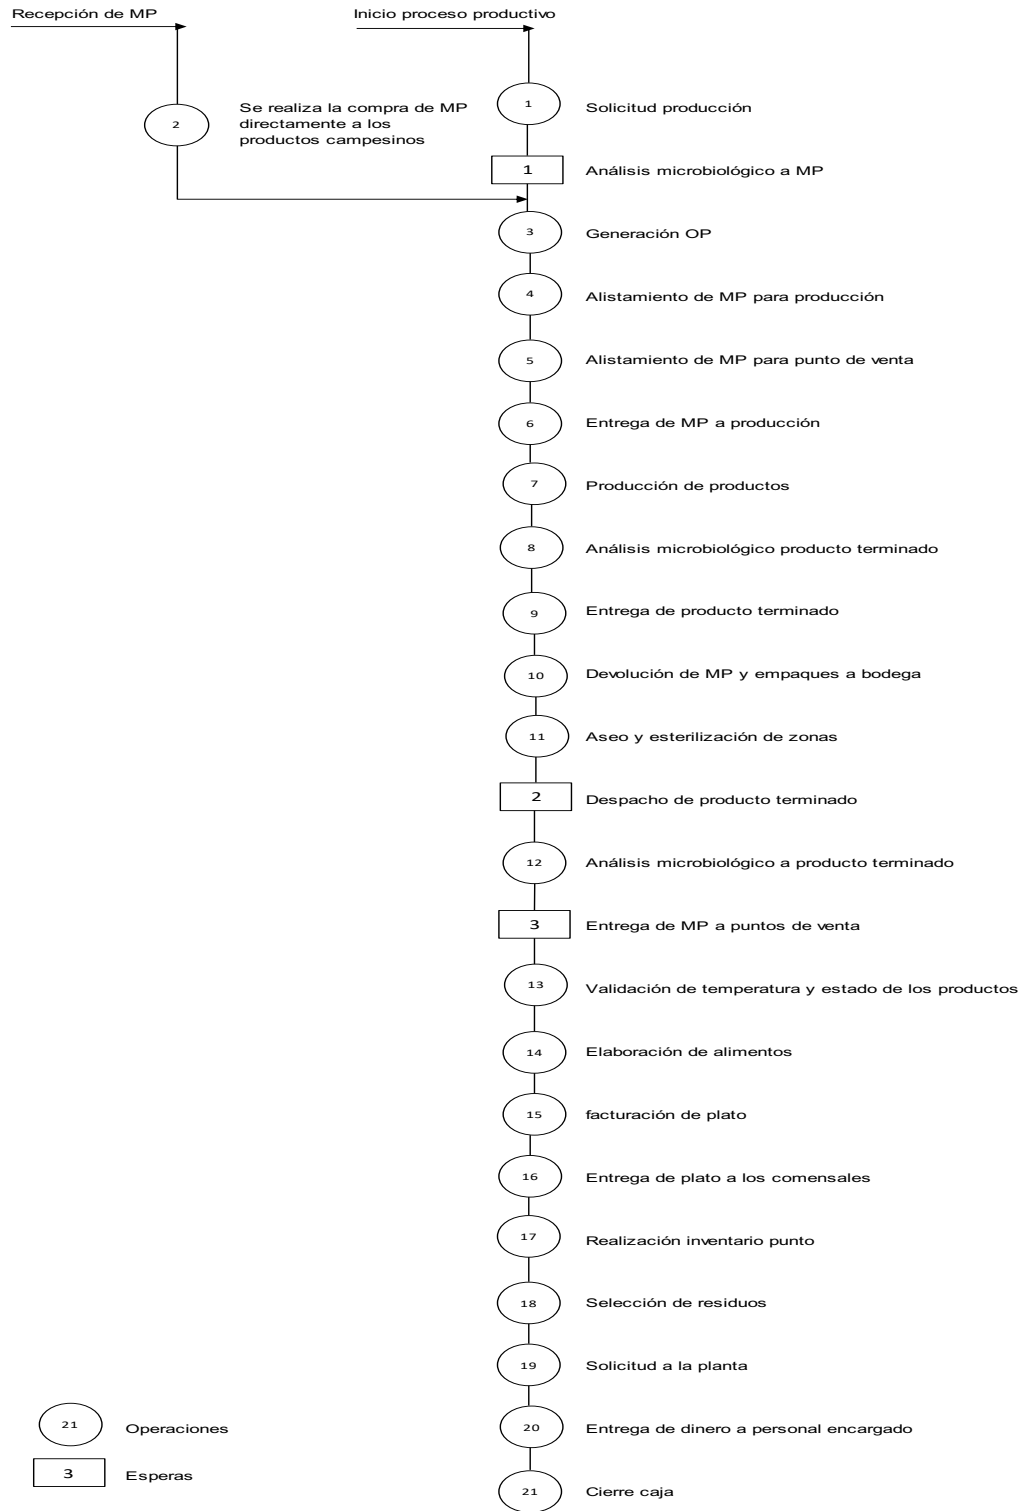 Recepción de MP
Inicio proceso productivo
1
Solicitud producción
2
Se realiza la compra de MP
directamente a los
productos campesinos
1
Análisis microbiológico a MP
3
Generación OP
4
Alistamiento de MP para producción
5
Alistamiento de MP para punto de venta
6
Entrega de MP a producción
7
Producción de productos
8
Análisis microbiológico producto terminado
9
Entrega de producto terminado
10
Devolución de MP y empaques a bodega
11
Aseo y esterilización de zonas
2
Despacho de producto terminado
12
Análisis microbiológico a producto terminado
3
Entrega de MP a puntos de venta
13
Validación de temperatura y estado de los productos
14
Elaboración de alimentos
15
facturación de plato
16
Entrega de plato a los comensales
17
Realización inventario punto
18
Selección de residuos
19
Solicitud a la planta
20
Entrega de dinero a personal encargado
21
Cierre caja
21
Operaciones
3
Esperas